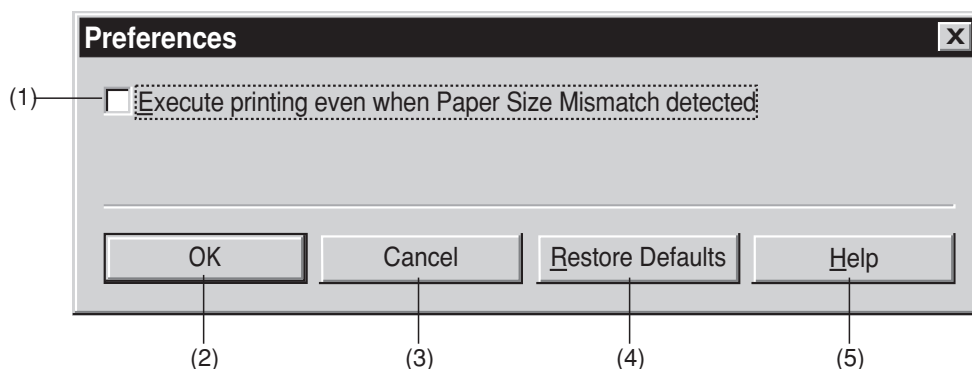 Preferences
X
(1) Execute printing even when Paper Size Mismatch detected
OK Cancel Restore Defaults Help
(2) (3) (4) (5)